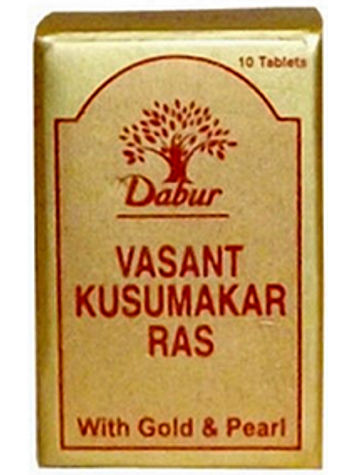 10 Tablets
Dabur
VASANT
KUSUMAKAR
RAS
With Gold & Pearl